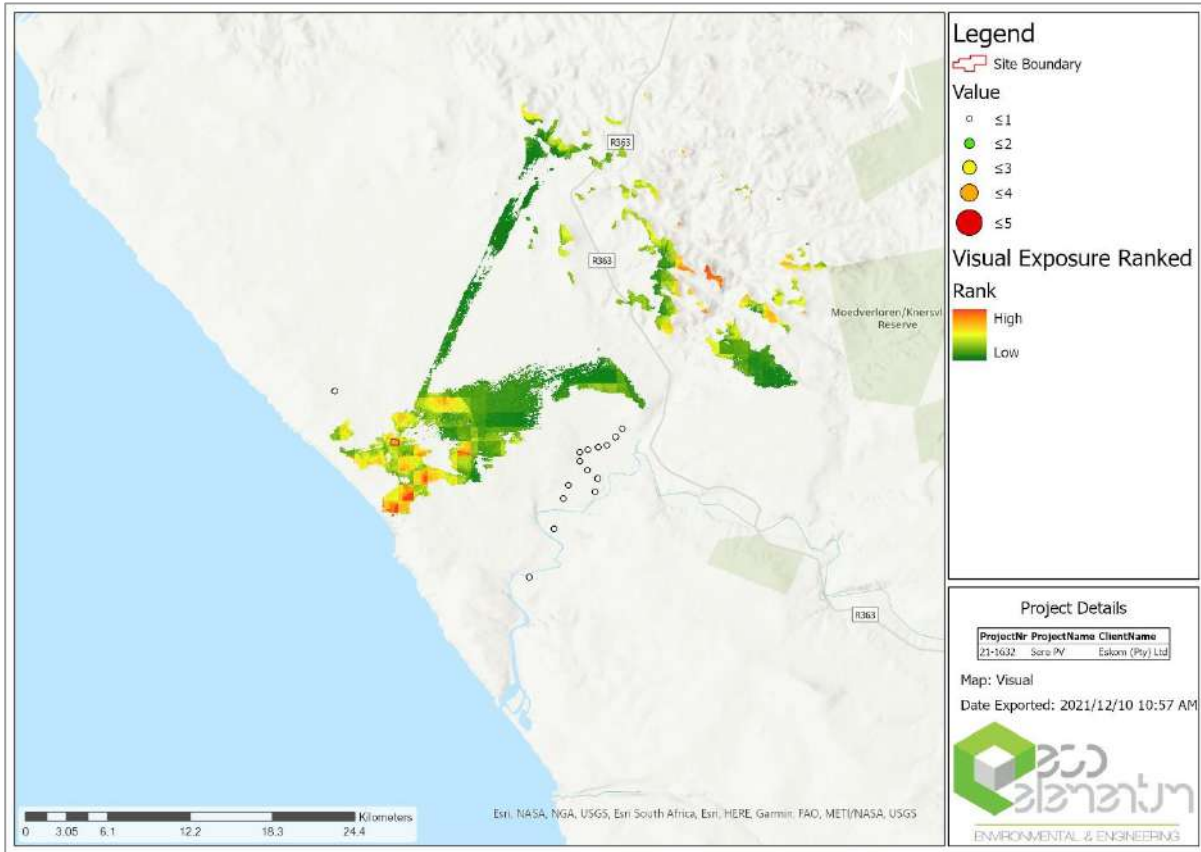 N
R363
R363
Moedverloren/Knersvl
Reserve
R363
Kilometers
0 3.05 6.1 12.2 18.3 24.4
Esri, NASA, NGA, USGS, Esri South Africa, Esri, HERE, Garmin, FAO, METI/NASA, USGS
Legend
Site Boundary
Value
≤1
≤2
≤3
≤4
≤5
Visual Exposure Ranked
Rank
High
Low
Project Details
ProjectNr ProjectName ClientName
21-1632 Sere PV Eskom (Pty) Ltd
Map: Visual
Date Exported: 2021/12/10 10:57 AM
eco
elementum
ENVIRONMENTAL & ENGINEERING